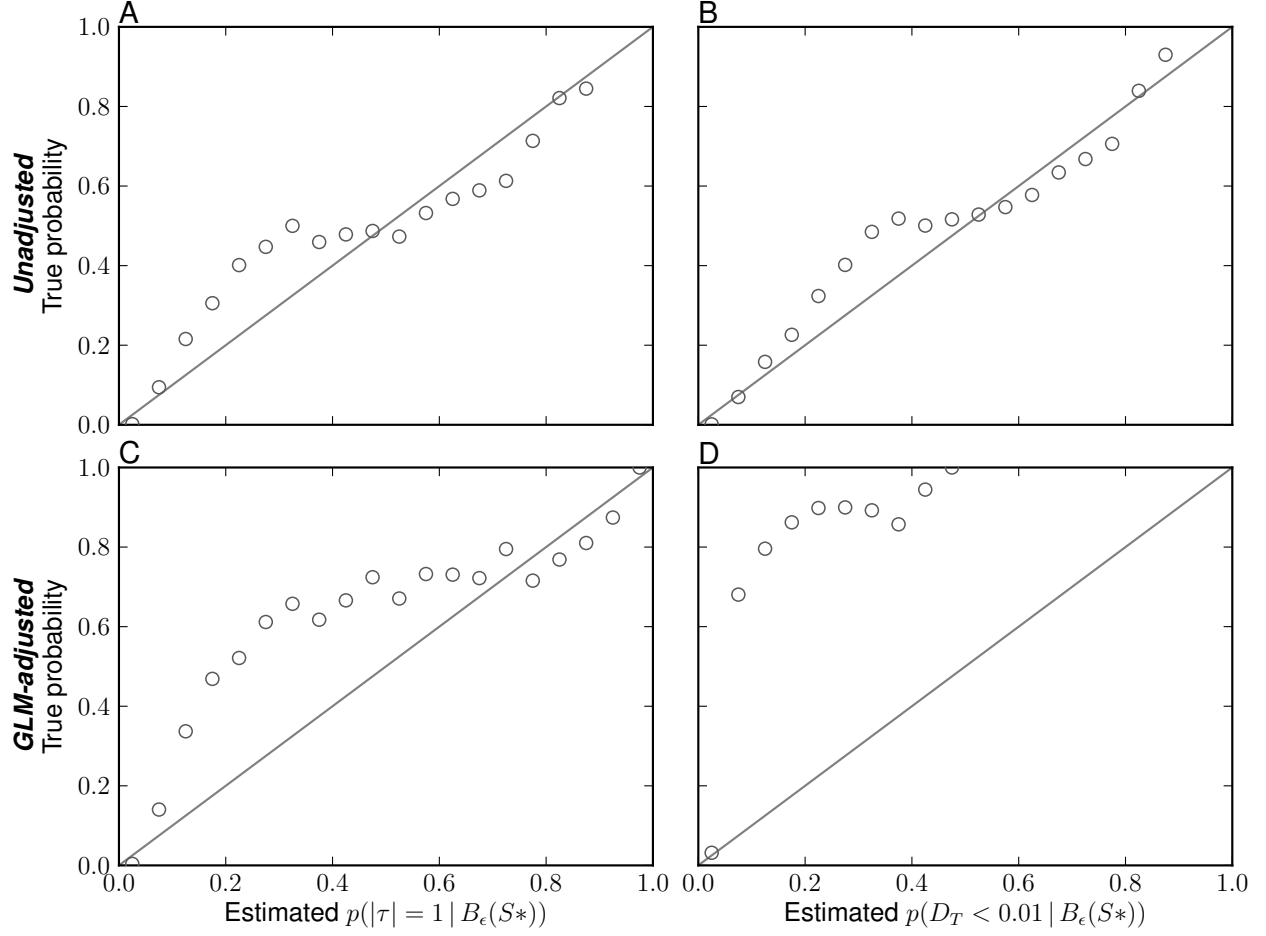 A
B
Unadjusted
True probability
1.0
0.8
0.6
0.4
0.2
0.0
C
D
GLM-adjusted
True probability
1.0
0.8
0.6
0.4
0.2
0.0
0.0 0.2 0.4 0.6 0.8 1.0
0.0 0.2 0.4 0.6 0.8 1.0
Estimated p(|τ| = 1 | B_ϵ(S*))
Estimated p(D_T < 0.01 | B_ϵ(S*))